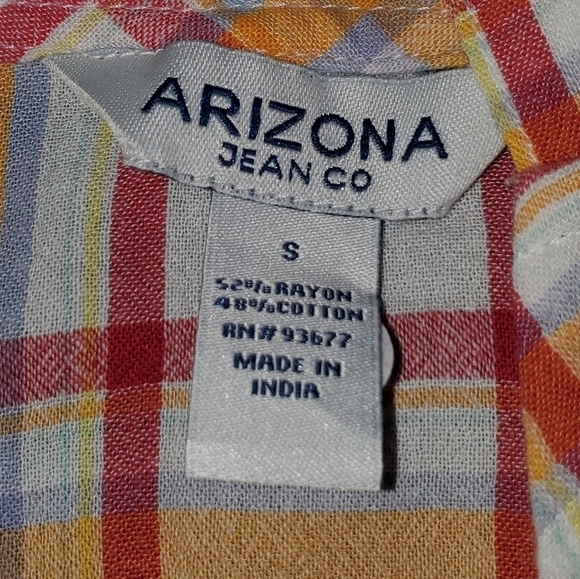 ARIZONA
JEAN CO
S
52% RAYON
48% COTTON
RN# 93677
MADE IN
INDIA